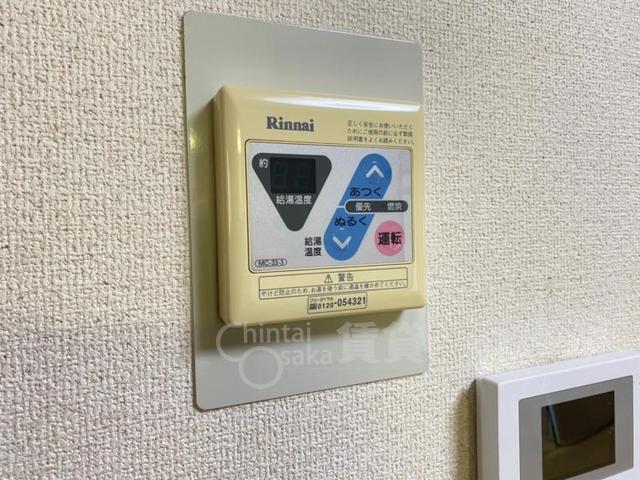 Rinnai
正しく安全にお使いいただく
ためにご使用の前に必ず取扱
説明書をよくお読みください。
約
給湯温度
あつく
優先 燃焼
ぬるく
給湯
温度
運転
MC-33-3
⚠ 警告
やけど防止のため、お湯を使う前に湯温を確かめてください。
フリーダイヤル
0120-054321
Chintai
Osaka 賃貸